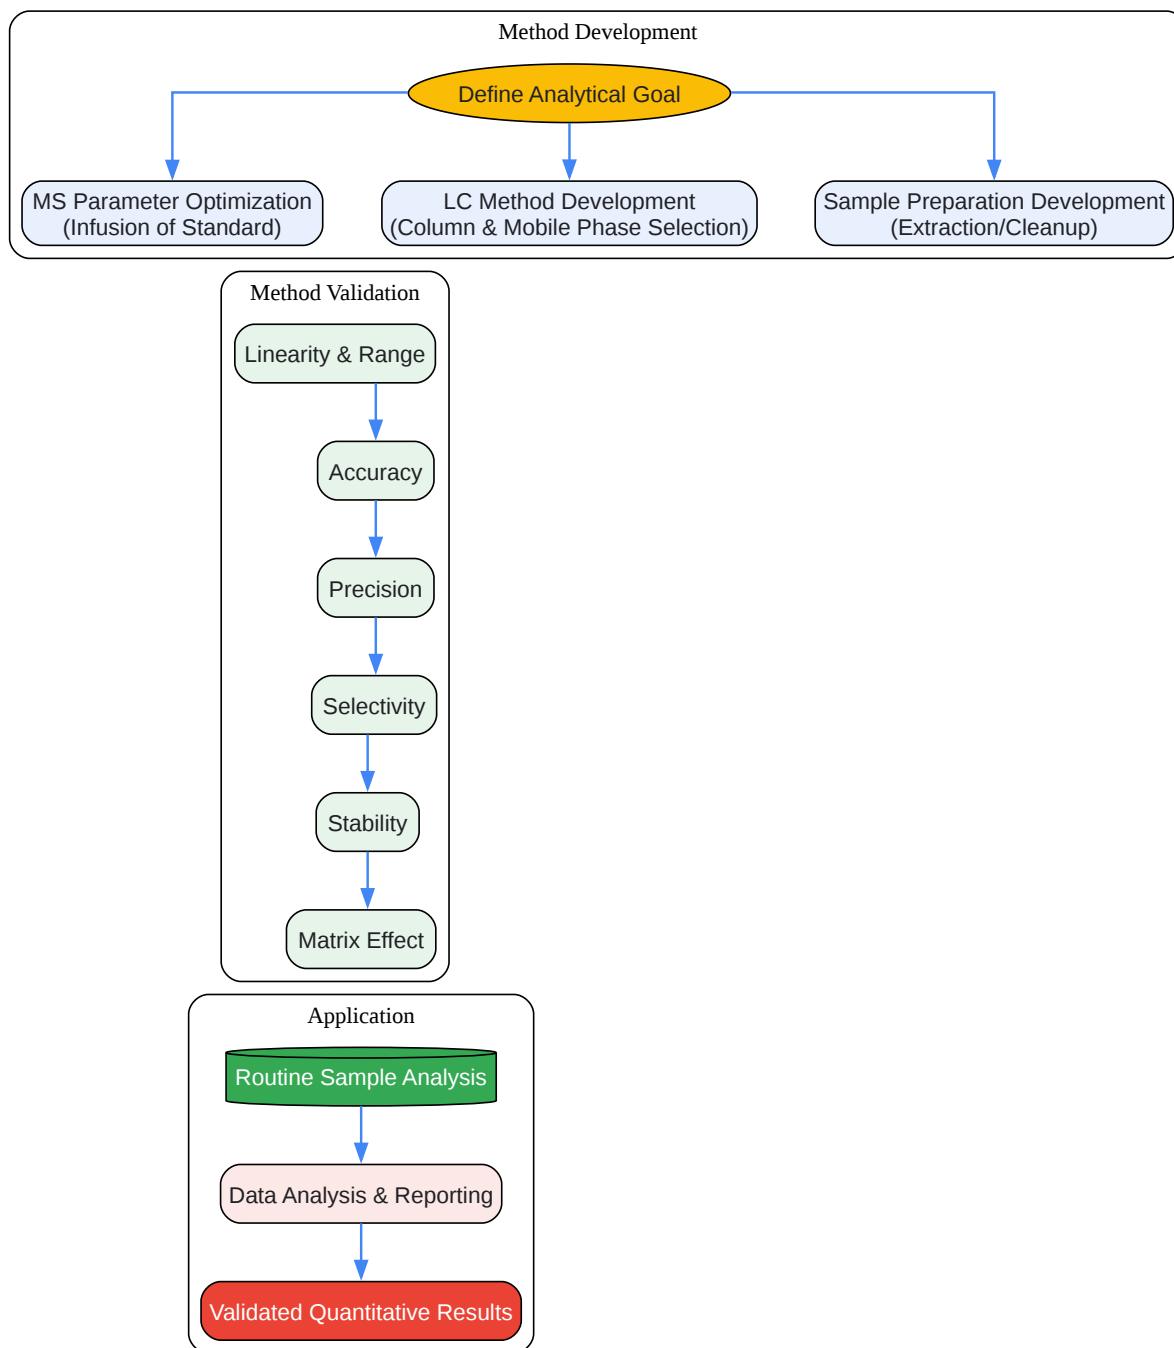 Method Development
Define Analytical Goal
MS Parameter Optimization
(Infusion of Standard)
LC Method Development
(Column & Mobile Phase Selection)
Sample Preparation Development
(Extraction/Cleanup)
Method Validation
Linearity & Range
Accuracy
Precision
Selectivity
Stability
Matrix Effect
Application
Routine Sample Analysis
Data Analysis & Reporting
Validated Quantitative Results